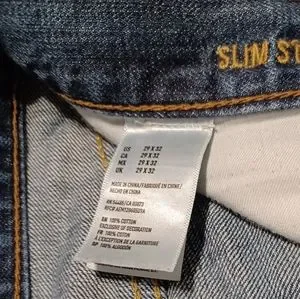 SLIM ST
US 29 X 32
CA 29 X 32
MX 29 X 32
UK 29 X 32
MADE IN CHINA/FABRIQUÉ EN CHINE/
HECHO EN CHINA
EN 100% COTTON
EXCLUSIVE OF DECORATION
FR 100% COTON
À L'EXCEPTION DE LA GARNITURE
SP 100% ALGODÓN